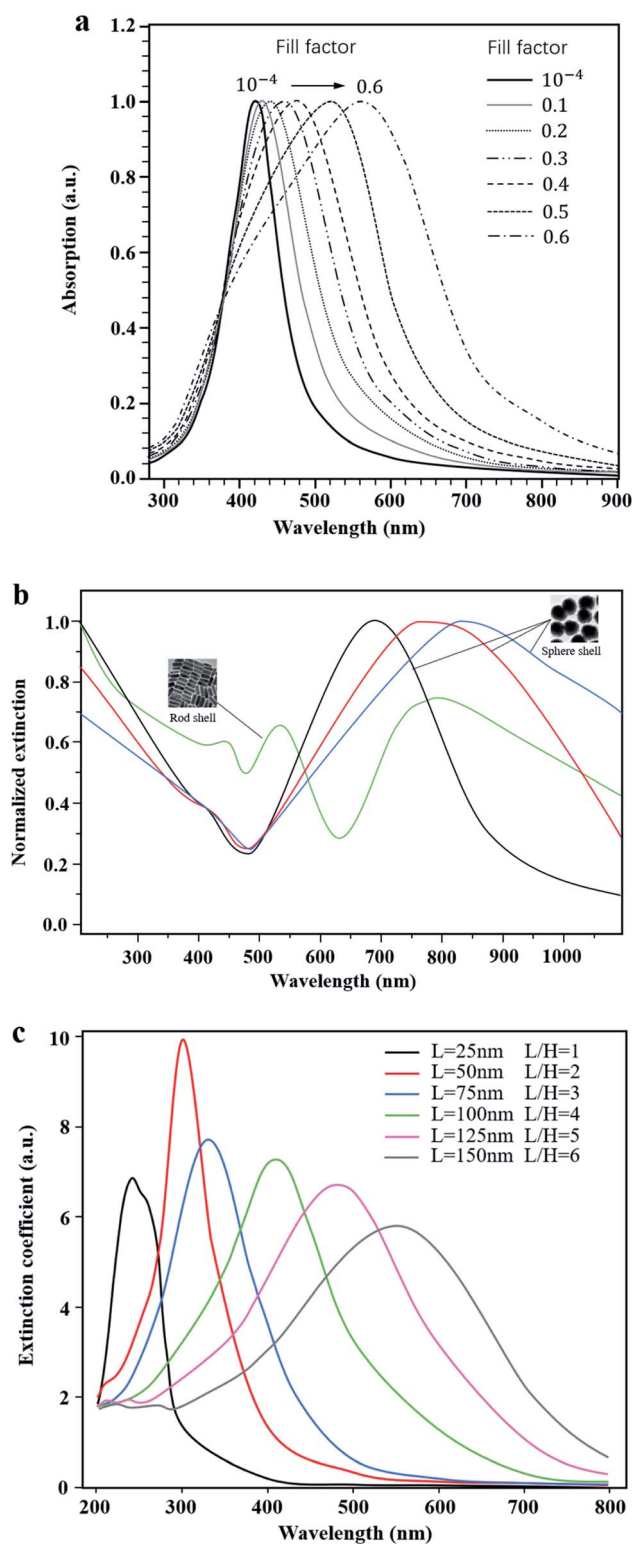 a
Fill factor
10⁻⁴ → 0.6
Fill factor
10⁻⁴
0.1
0.2
0.3
0.4
0.5
0.6
1.2
1.0
0.8
0.6
0.4
0.2
0.0
Absorption (a.u.)
300 400 500 600 700 800 900
Wavelength (nm)
b
Rod shell
Sphere shell
1.0
0.8
0.6
0.4
0.2
0.0
Normalized extinction
300 400 500 600 700 800 900 1000
Wavelength (nm)
c
L=25nm L/H=1
L=50nm L/H=2
L=75nm L/H=3
L=100nm L/H=4
L=125nm L/H=5
L=150nm L/H=6
10
8
6
4
2
0
Extinction coefficient (a.u.)
200 300 400 500 600 700 800
Wavelength (nm)